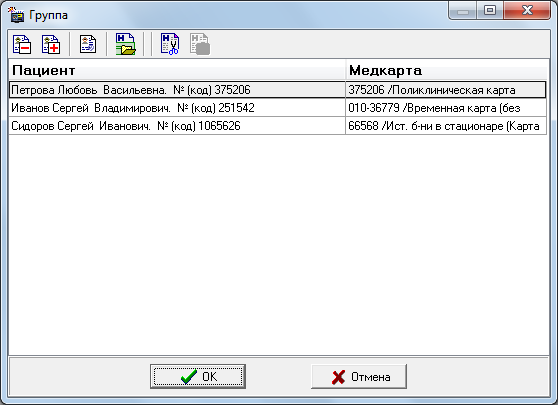 Группа
Пациент Медкарта
Петрова Любовь Васильевна. № (код) 375206 375206 /Поликлиническая карта
Иванов Сергей Владимирович. № (код) 251542 010-36779 /Временная карта (без
Сидоров Сергей Иванович. № (код) 1065626 66568 /Ист. б-ни в стационаре (Карта
OK Отмена